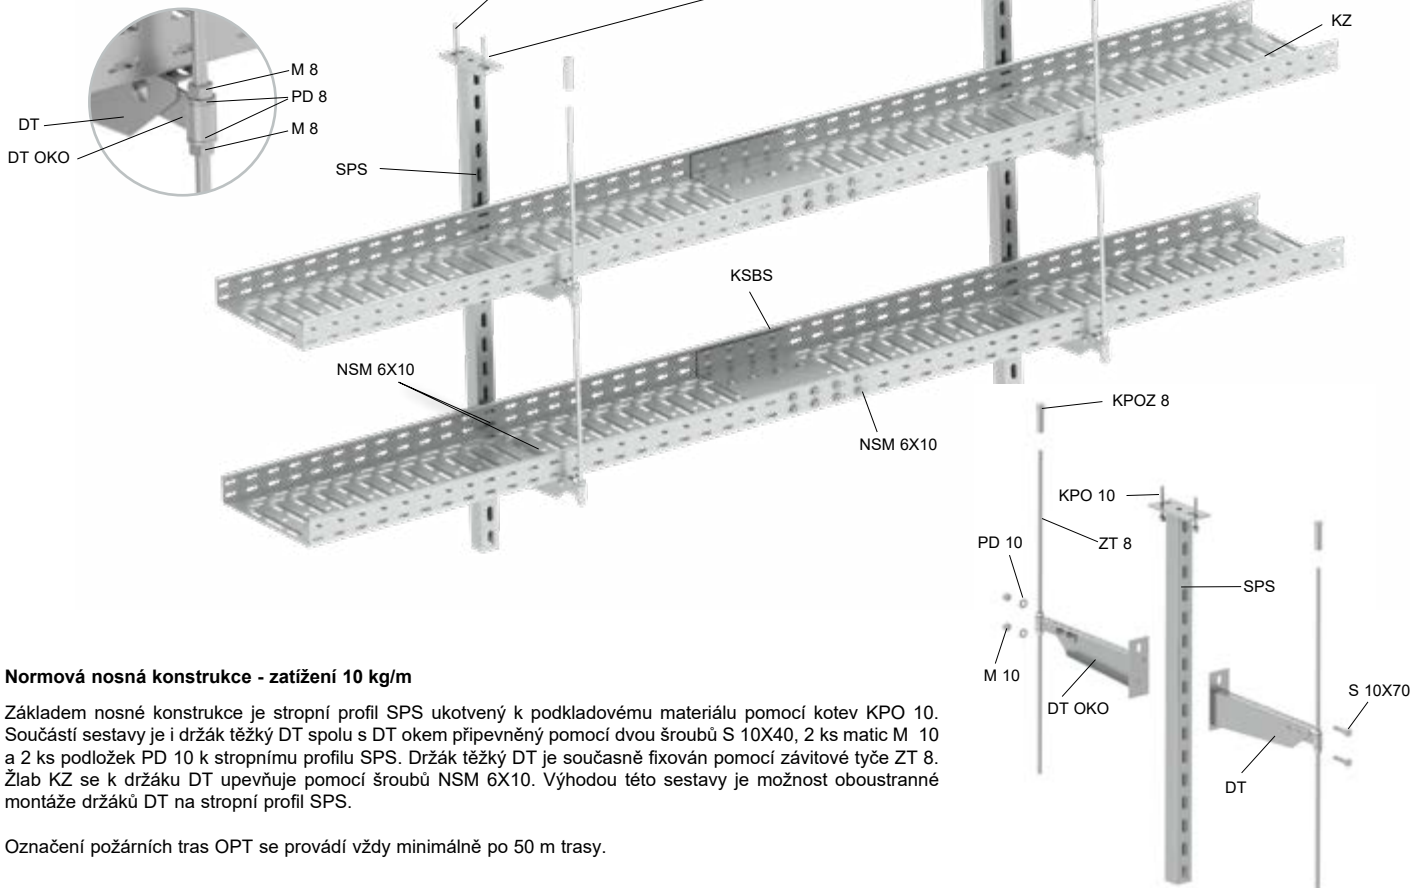 KZ
M 8
PD 8
M 8
DT
DT OKO
SPS
KSBS
NSM 6X10
NSM 6X10
KPOZ 8
KPO 10
ZT 8
PD 10
SPS
M 10
DT OKO
S 10X70
DT
Normová nosná konstrukce - zatížení 10 kg/m
Základem nosné konstrukce je stropní profil SPS ukotvený k podkladovému materiálu pomocí kotev KPO 10.
Součástí sestavy je i držák těžký DT spolu s DT okem připevněný pomocí dvou šroubů S 10X40, 2 ks matic M 10
a 2 ks podložek PD 10 k stropnímu profilu SPS. Držák těžký DT je současně fixován pomocí závitové tyče ZT 8.
Žlab KZ se k držáku DT upevňuje pomocí šroubů NSM 6X10. Výhodou této sestavy je možnost oboustranné
montáže držáků DT na stropní profil SPS.
Označení požárních tras OPT se provádí vždy minimálně po 50 m trasy.